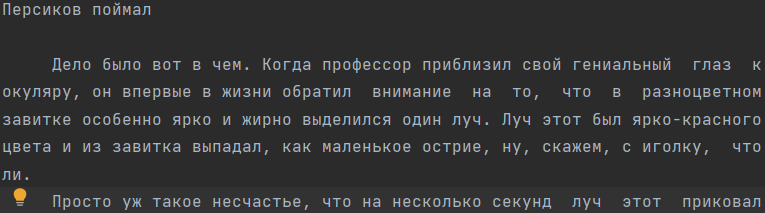 Персиков поймал
Дело было вот в чем. Когда профессор приблизил свой гениальный глаз к
окуляру, он впервые в жизни обратил внимание на то, что в разноцветном
завитке особенно ярко и жирно выделился один луч. Луч этот был ярко-красного
цвета и из завитка выпадал, как маленькое острие, ну, скажем, с иголку, что
ли.
Просто уж такое несчастье, что на несколько секунд луч этот приковал